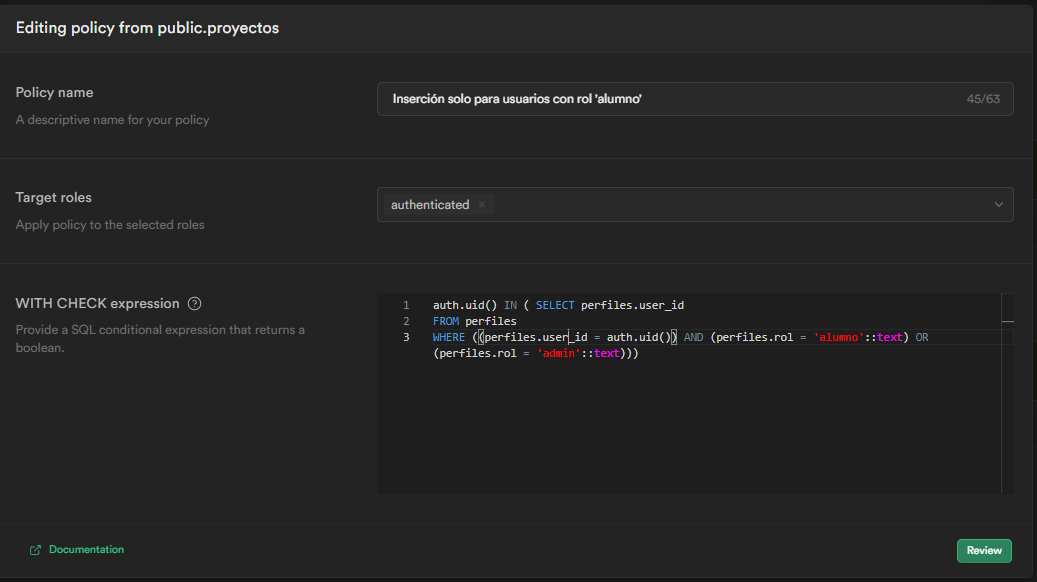 Editing policy from public.proyectos
Policy name
A descriptive name for your policy
Inserción solo para usuarios con rol 'alumno'
45/63
Target roles
Apply policy to the selected roles
authenticated ×
WITH CHECK expression ?
Provide a SQL conditional expression that returns a
boolean.
1 auth.uid() IN ( SELECT perfiles.user_id
2 FROM perfiles
3 WHERE ((perfiles.user_id = auth.uid()) AND (perfiles.rol = 'alumno'::text) OR
(perfiles.rol = 'admin'::text)))
Documentation
Review